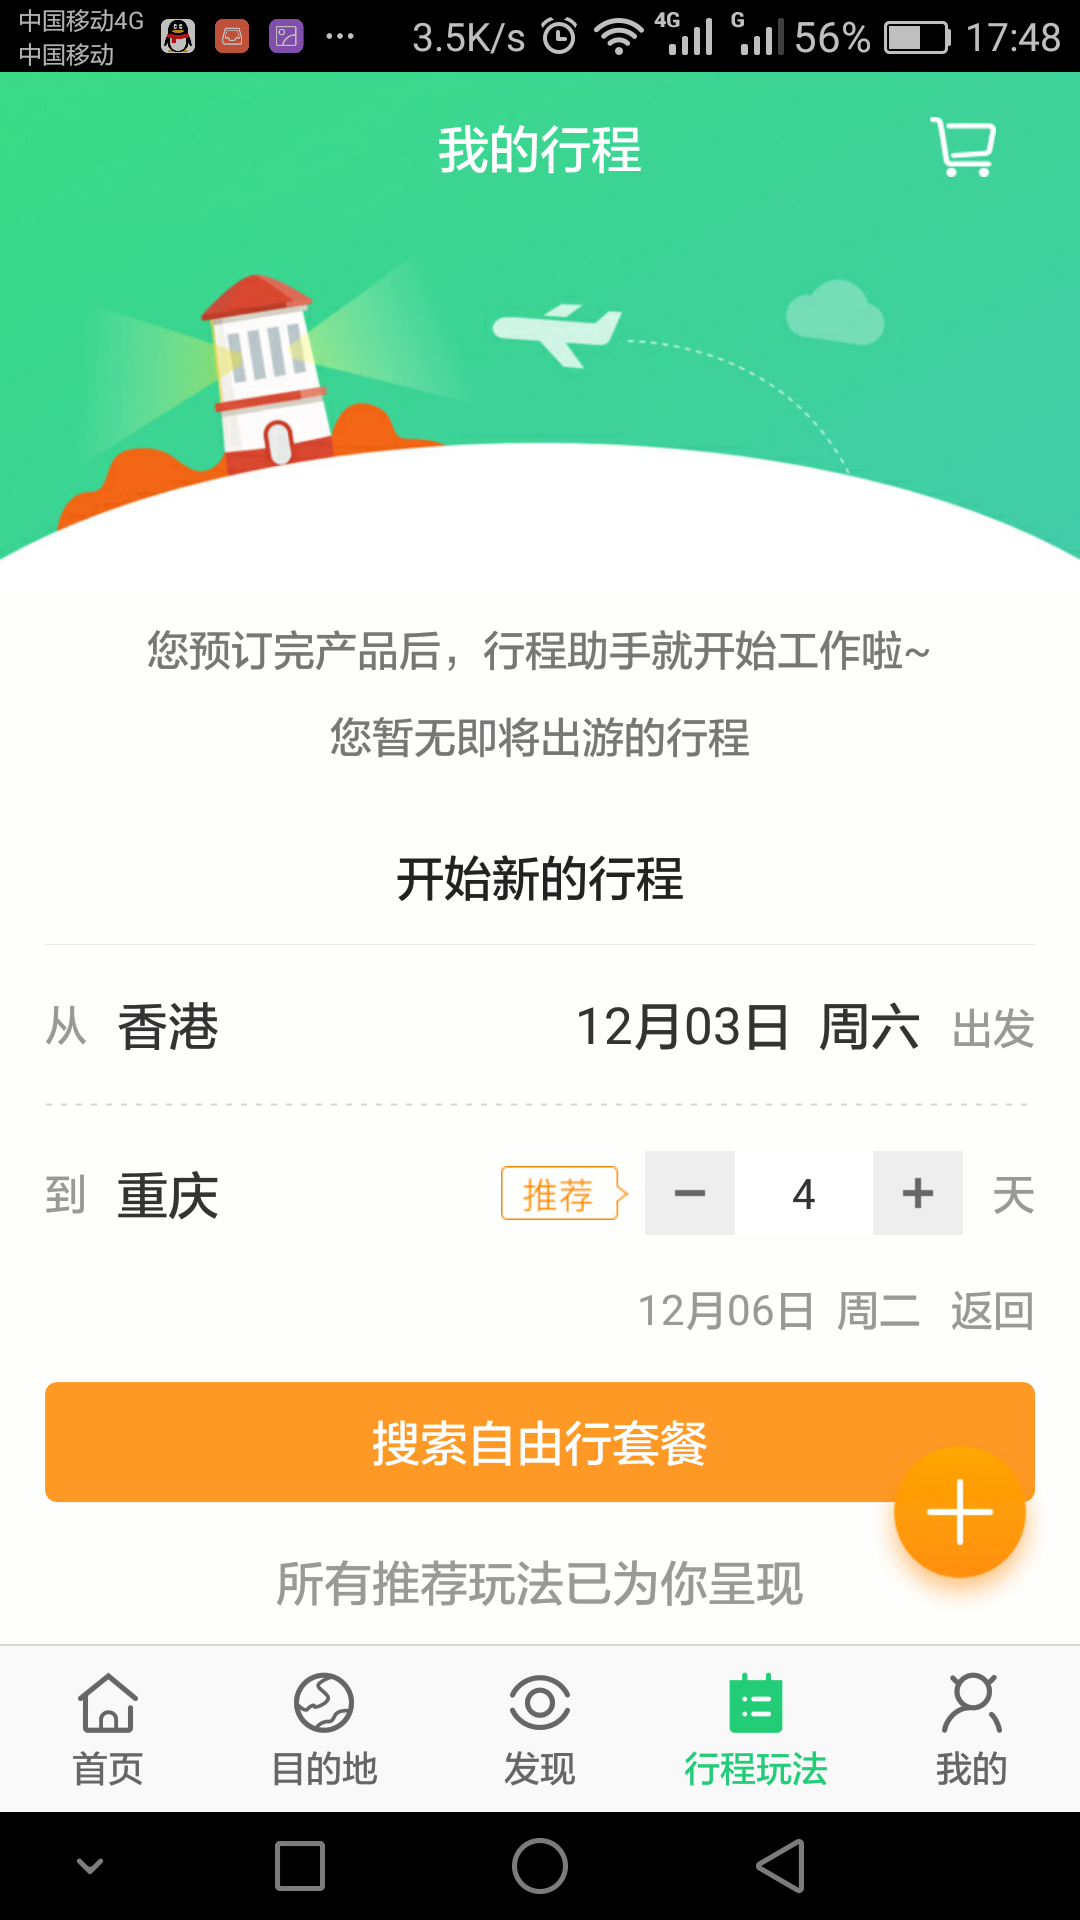 中国移动4G
中国移动
3.5K/s 4G G 56% 17:48
我的行程
您预订完产品后，行程助手就开始工作啦~
您暂无即将出游的行程
开始新的行程
从 香港 12月03日 周六 出发
到 重庆 推荐 − 4 + 天
12月06日 周二 返回
搜索自由行套餐
所有推荐玩法已为你呈现
首页 目的地 发现 行程玩法 我的